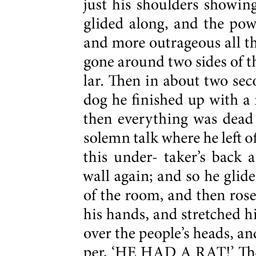 just his shoulders showing
glided along, and the pow
and more outrageous all th
gone around two sides of th
lar. Then in about two seco
dog he finished up with a
then everything was dead
solemn talk where he left of
this under- taker's back a
wall again; and so he glide
of the room, and then rose
his hands, and stretched hi
over the people's heads, and
per, 'HE HAD A RAT!' The